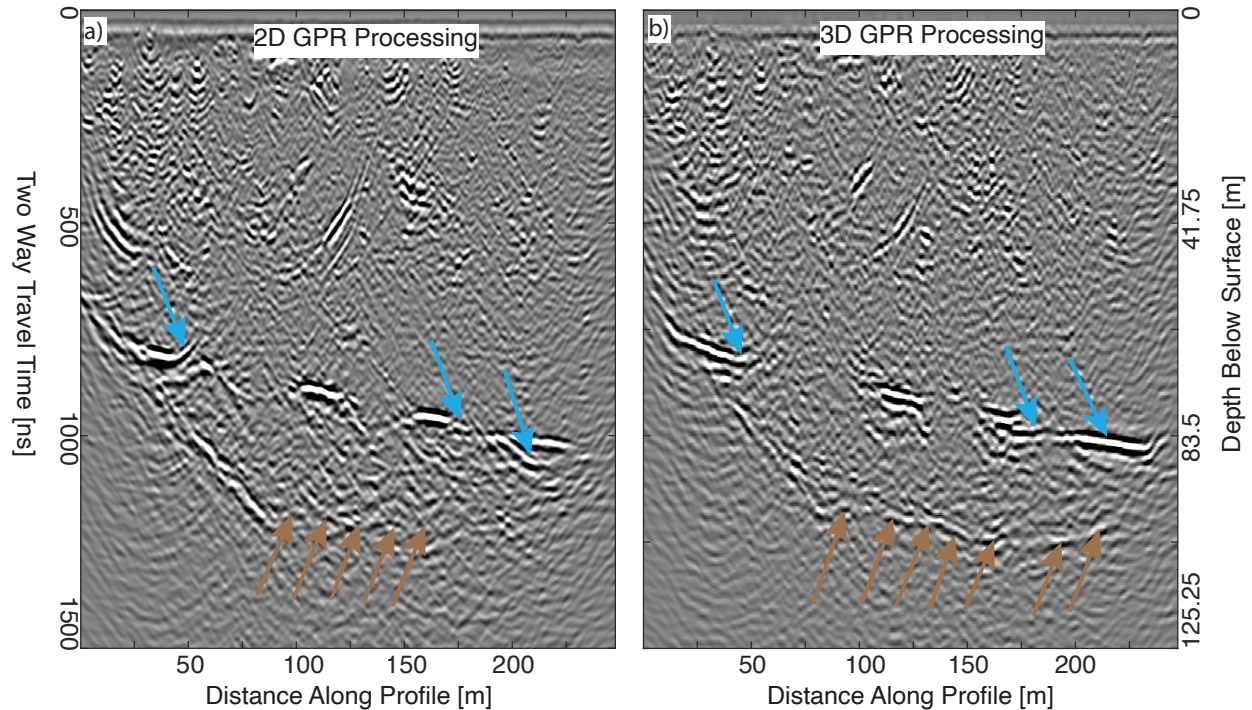 a)
2D GPR Processing
0
500
1000
1500
Two Way Travel Time [ns]
50
100
150
200
Distance Along Profile [m]
b)
3D GPR Processing
0
41.75
83.5
125.25
Depth Below Surface [m]
50
100
150
200
Distance Along Profile [m]